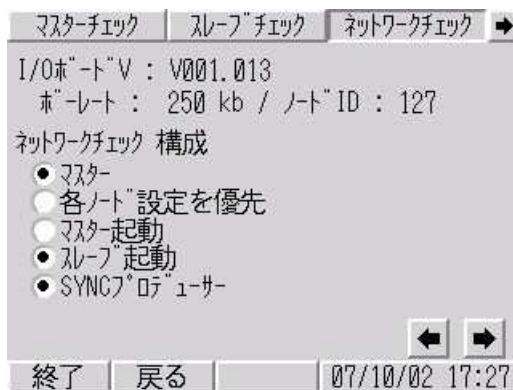 マスターチェック スレーブチェック ネットワークチェック
I/Oボード V : V001.013
ボーレート : 250 kb / ノードID : 127
ネットワークチェック 構成
マスター
各ノード設定を優先
マスター起動
スレーブ起動
SYNCプロデューサー
終了 戻る 07/10/02 17:27